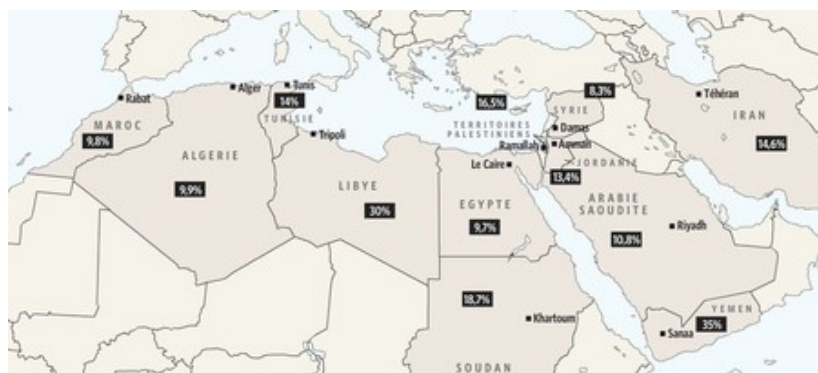 Rabat
MAROC
9,8%
Alger
ALGERIE
9,9%
Tunis
14%
TUNISIE
Tripoli
LIBYE
30%
16,5%
TERRITOIRES
PALESTINIENS
Ramallah
8,3%
SYRIE
Damas
Amman
JORDANIE
13,4%
Le Caire
EGYPTE
9,7%
Téhéran
IRAN
14,6%
ARABIE
SAOUDITE
Riyadh
10,8%
18,7%
Khartoum
SOUDAN
YEMEN
35%
Sanaa